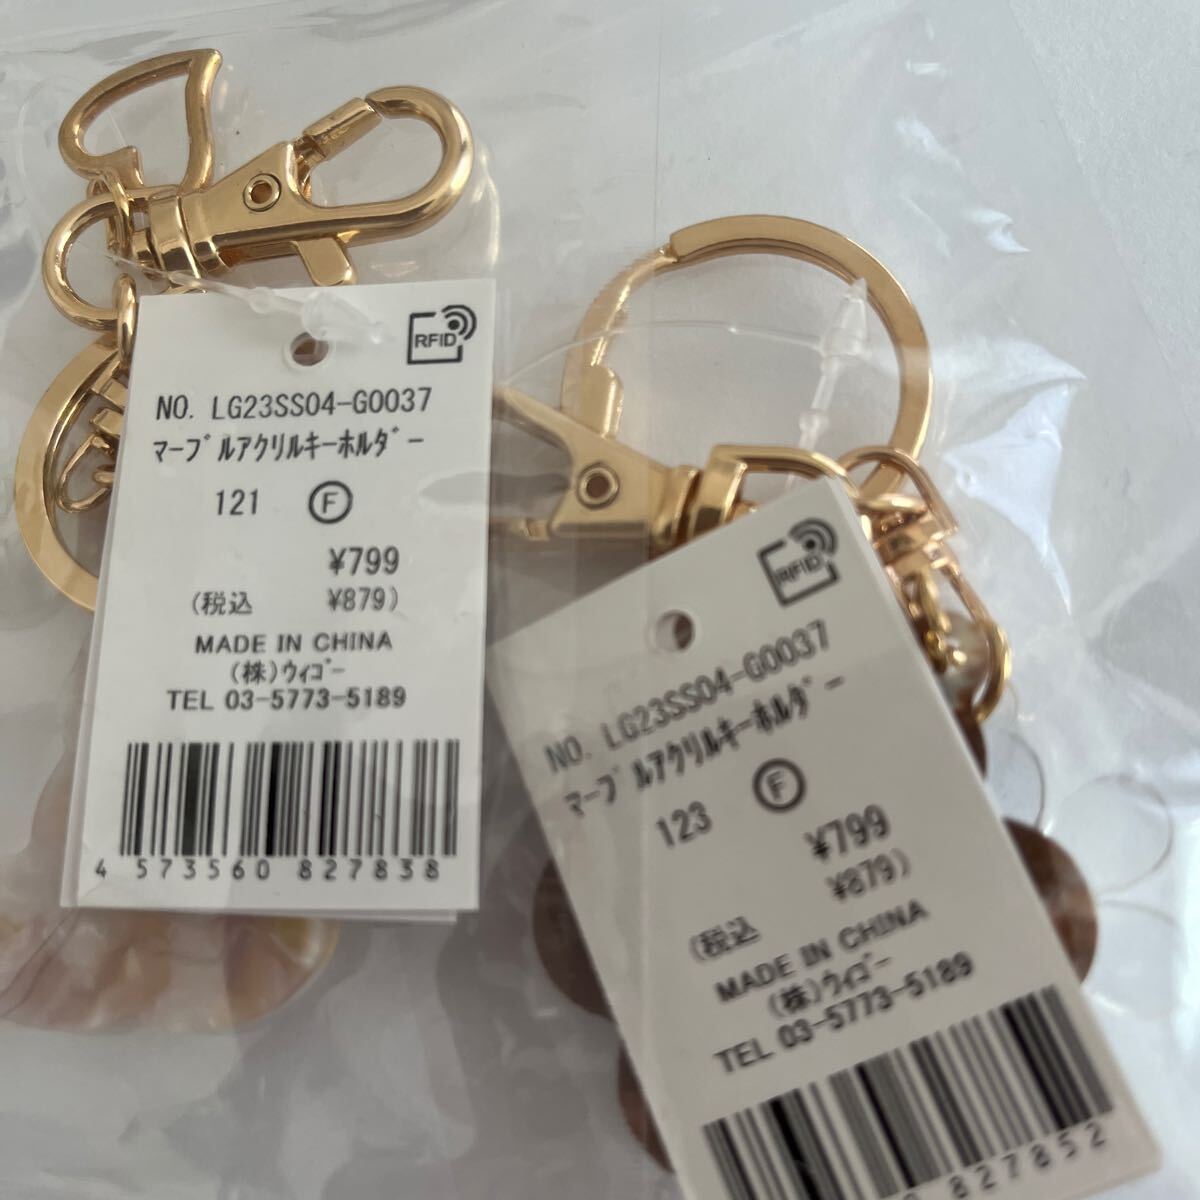 RFID
NO. LG23SS04-G0037
マーブルアクリルキーホルダー
121 Ⓕ
¥799
(税込 ¥879)
MADE IN CHINA
(株)ウィゴー
TEL 03-5773-5189
4 573560 827838
RFID
NO. LG23SS04-G0037
マーブルアクリルキーホルダー
123 Ⓕ
¥799
(税込 ¥879)
MADE IN CHINA
(株)ウィゴー
TEL 03-5773-5189
0 827852